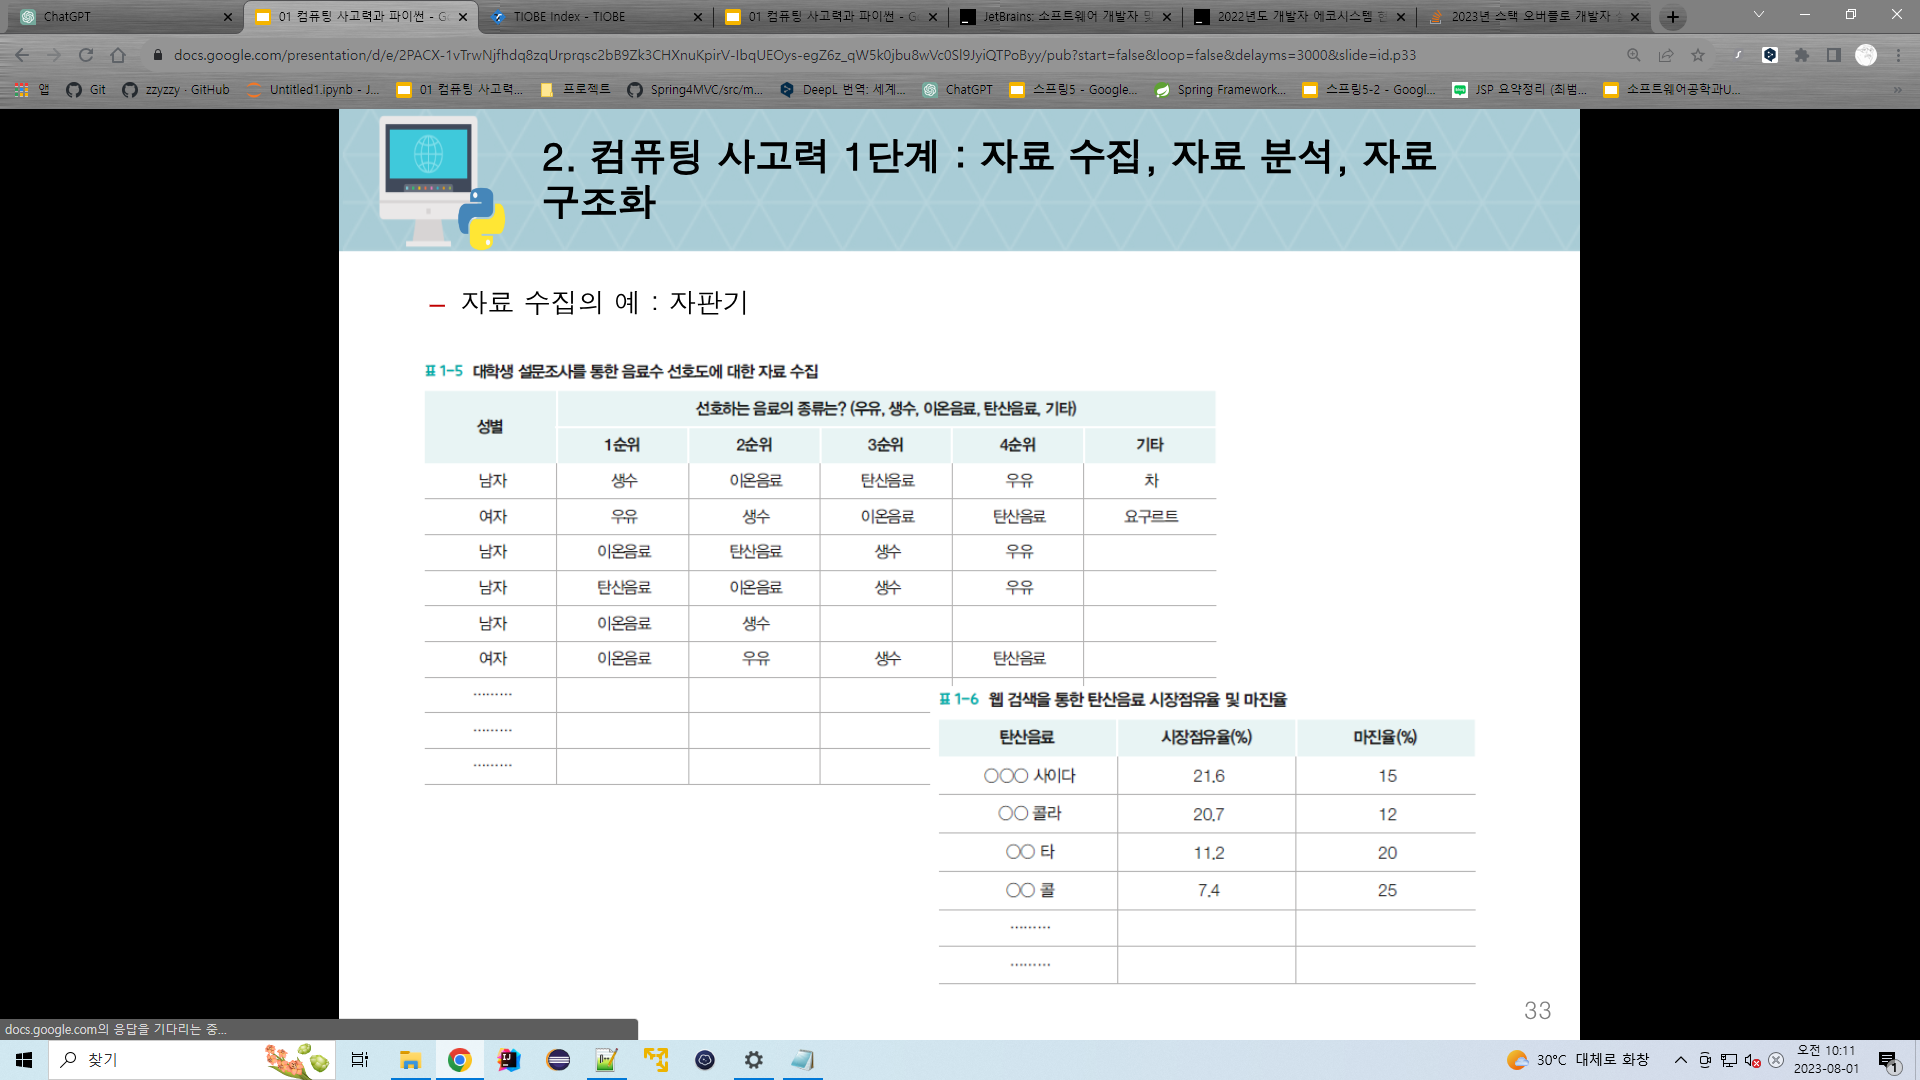 ChatGPT
01 컴퓨팅 사고력과 파이썬 - G
TIOBE Index - TIOBE
01 컴퓨팅 사고력과 파이썬 - G
JetBrains: 소프트웨어 개발자 및
2022년도 개발자 에코시스템 현
2023년 스택 오버플로 개발자
docs.google.com/presentation/d/e/2PACX-1vTrwNjfhdq8zqUrprqsc2bB9Zk3CHXnuKpirV-IbqUEOys-egZ6z_qW5k0jbu8wVc0Sl9JyiQTPoByy/pub?start=false&loop=false&delayms=3000&slide=id.p33
앱
Git
zzyzzy · GitHub
Untitled1.ipynb - J...
01 컴퓨팅 사고력...
프로젝트
Spring4MVC/src/m...
DeepL 번역: 세계...
ChatGPT
스프링5 - Google...
Spring Framework...
스프링5-2 - Googl...
JSP 요약정리 (최범...
소프트웨어공학과U...
2. 컴퓨팅 사고력 1단계 : 자료 수집, 자료 분석, 자료
구조화
– 자료 수집의 예 : 자판기
표 1-5 대학생 설문조사를 통한 음료수 선호도에 대한 자료 수집
성별 선호하는 음료의 종류는? (우유, 생수, 이온음료, 탄산음료, 기타)
1순위 2순위 3순위 4순위 기타
남자 생수 이온음료 탄산음료 우유 차
여자 우유 생수 이온음료 탄산음료 요구르트
남자 이온음료 탄산음료 생수 우유
남자 탄산음료 이온음료 생수 우유
남자 이온음료 생수
여자 이온음료 우유 생수 탄산음료
·········
·········
·········
표 1-6 웹 검색을 통한 탄산음료 시장점유율 및 마진율
탄산음료 시장점유율(%) 마진율(%)
○○○ 사이다 21.6 15
○○ 콜라 20.7 12
○○ 타 11.2 20
○○ 콜 7.4 25
·········
·········
33
docs.google.com의 응답을 기다리는 중...
찾기
30°C 대체로 화창
오전 10:11
2023-08-01
1